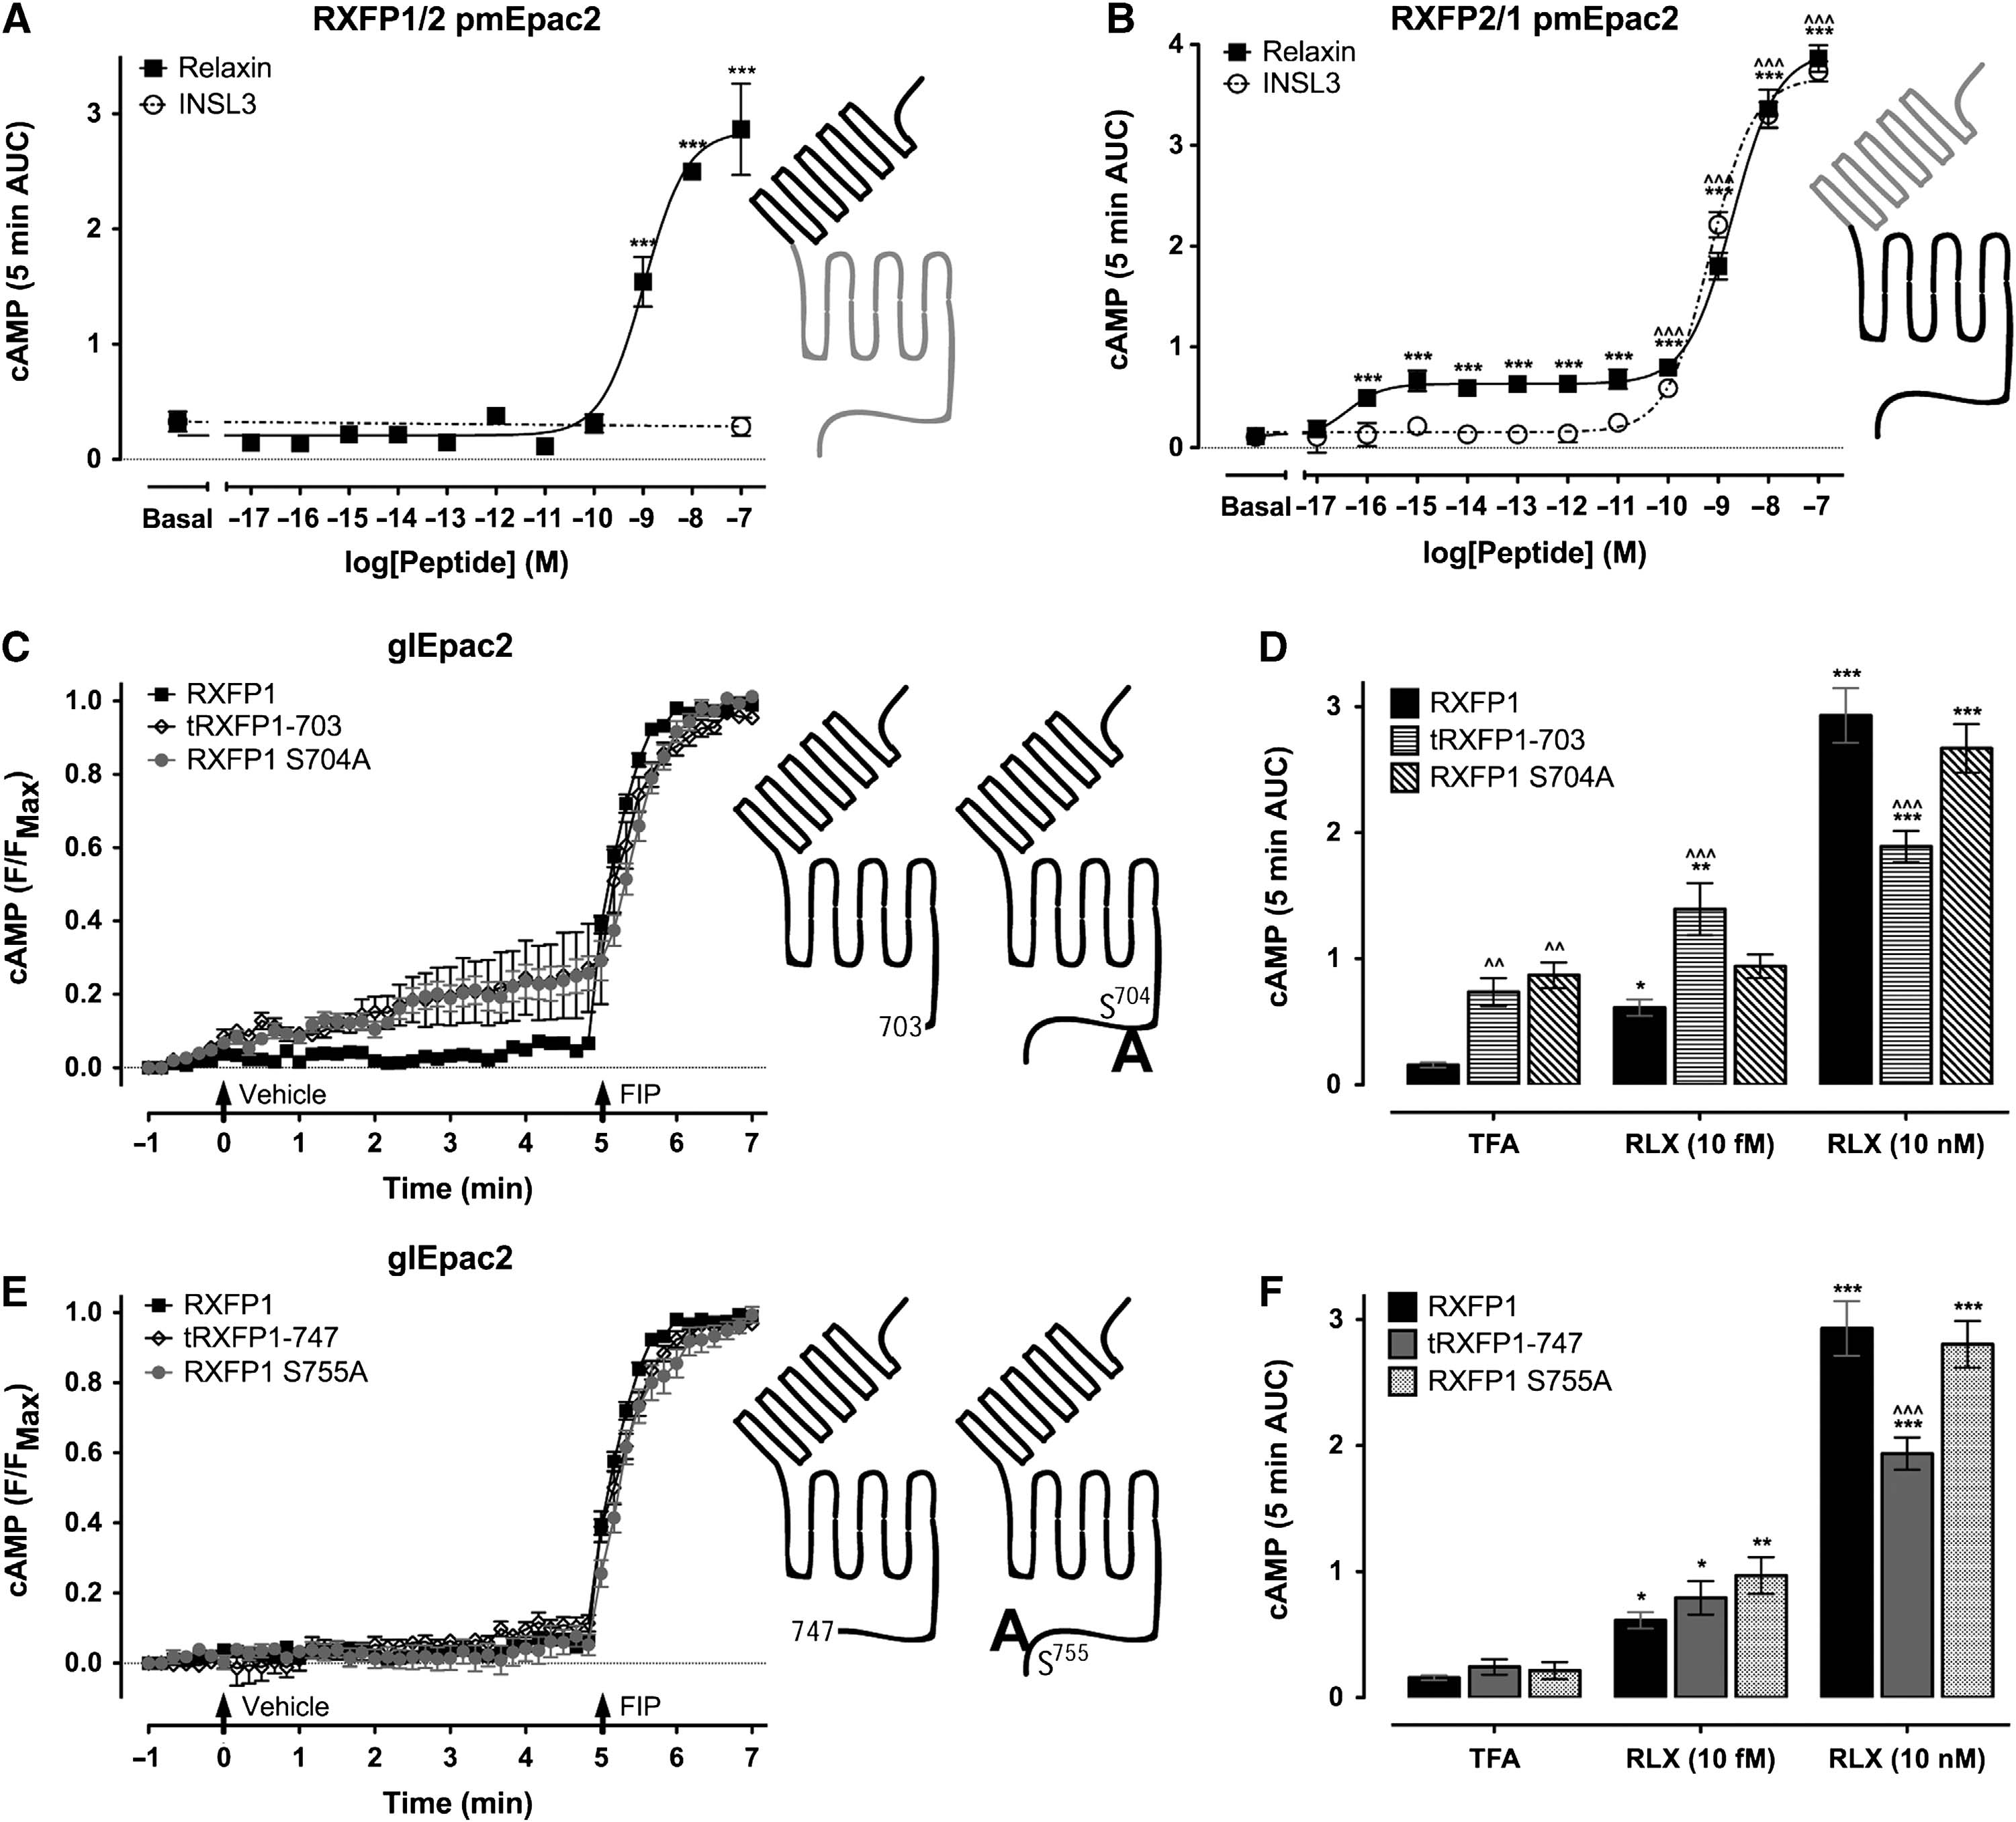 A
RXFP1/2 pmEpac2
Relaxin
INSL3
cAMP (5 min AUC)
3
2
1
0
***
***
***
Basal –17 –16 –15 –14 –13 –12 –11 –10 –9 –8 –7
log[Peptide] (M)
B
RXFP2/1 pmEpac2
Relaxin
INSL3
cAMP (5 min AUC)
4
3
2
1
0
*** *** *** *** *** ***
^^^
***
^^^
***
^^^
***
^^^
***
Basal –17 –16 –15 –14 –13 –12 –11 –10 –9 –8 –7
log[Peptide] (M)
C
glEpac2
RXFP1
tRXFP1-703
RXFP1 S704A
cAMP (F/FMax)
1.0
0.8
0.6
0.4
0.2
0.0
Vehicle
FIP
–1 0 1 2 3 4 5 6 7
Time (min)
703
S704
A
D
RXFP1
tRXFP1-703
RXFP1 S704A
cAMP (5 min AUC)
3
2
1
0
^^
^^
*
^^^
**
***
^^^
***
***
TFA
RLX (10 fM)
RLX (10 nM)
E
glEpac2
RXFP1
tRXFP1-747
RXFP1 S755A
cAMP (F/FMax)
1.0
0.8
0.6
0.4
0.2
0.0
Vehicle
FIP
–1 0 1 2 3 4 5 6 7
Time (min)
747
A
S755
F
RXFP1
tRXFP1-747
RXFP1 S755A
cAMP (5 min AUC)
3
2
1
0
*
*
**
***
^^^
***
***
TFA
RLX (10 fM)
RLX (10 nM)